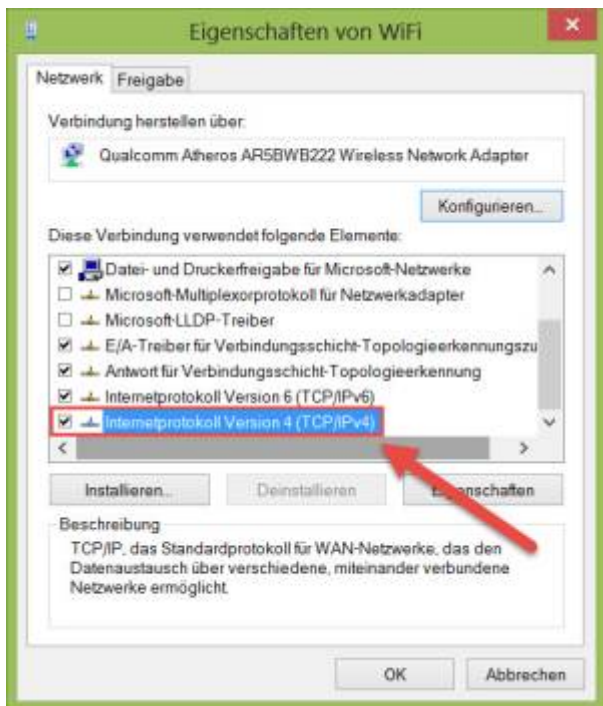 Eigenschaften von WiFi
Netzwerk Freigabe
Verbindung herstellen über:
Qualcomm Atheros AR5BWB222 Wireless Network Adapter
Konfigurieren...
Diese Verbindung verwendet folgende Elemente:
Datei- und Druckerfreigabe für Microsoft-Netzwerke
Microsoft-Multiplexorprotokoll für Netzwerkadapter
Microsoft-LLDP-Treiber
E/A-Treiber für Verbindungsschicht-Topologieerkennungszu
Antwort für Verbindungsschicht-Topologieerkennung
Internetprotokoll Version 6 (TCP/IPv6)
Internetprotokoll Version 4 (TCP/IPv4)
Installieren... Deinstallieren Eigenschaften
Beschreibung
TCP/IP, das Standardprotokoll für WAN-Netzwerke, das den
Datenaustausch über verschiedene, miteinander verbundene
Netzwerke ermöglicht.
OK Abbrechen